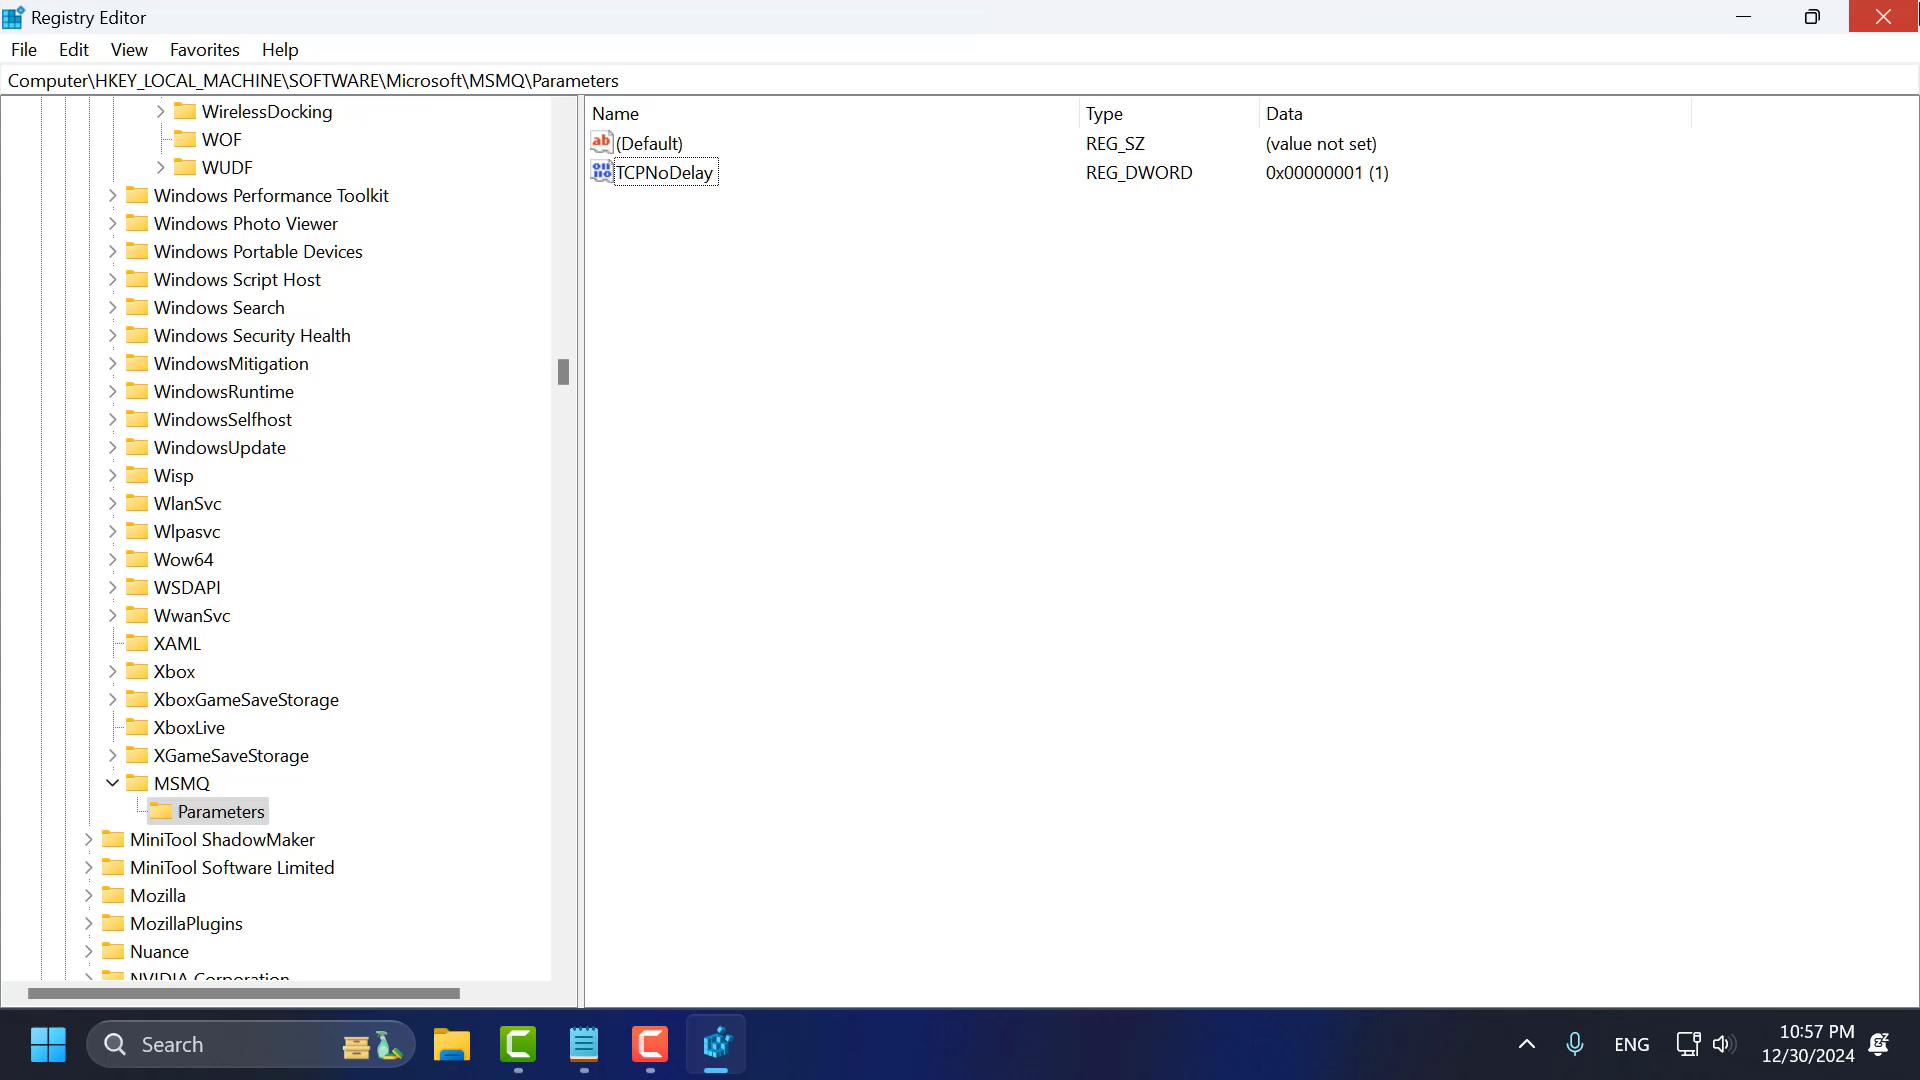 Registry Editor
File Edit View Favorites Help
Computer\HKEY_LOCAL_MACHINE\SOFTWARE\Microsoft\MSMQ\Parameters
WirelessDocking
WOF
WUDF
Windows Performance Toolkit
Windows Photo Viewer
Windows Portable Devices
Windows Script Host
Windows Search
Windows Security Health
WindowsMitigation
WindowsRuntime
WindowsSelfhost
WindowsUpdate
Wisp
WlanSvc
Wlpasvc
Wow64
WSDAPI
WwanSvc
XAML
Xbox
XboxGameSaveStorage
XboxLive
XGameSaveStorage
MSMQ
Parameters
MiniTool ShadowMaker
MiniTool Software Limited
Mozilla
MozillaPlugins
Nuance
NVIDIA Corporation
Name Type Data
(Default) REG_SZ (value not set)
TCPNoDelay REG_DWORD 0x00000001 (1)
Search
ENG
10:57 PM
12/30/2024